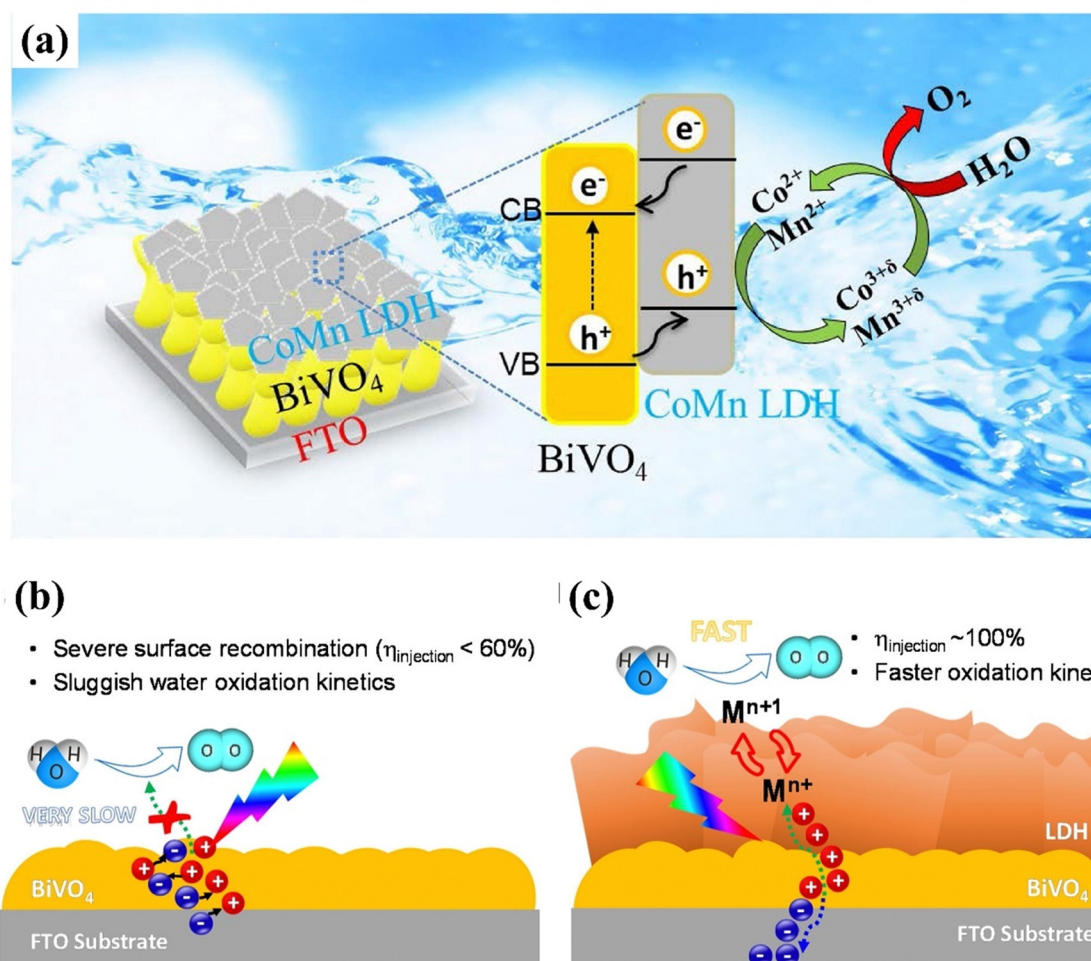 (a)
O₂
H₂O
e⁻
e⁻
CB
Co²⁺
Mn²⁺
h⁺
h⁺
Co³⁺ᵟ
Mn³⁺ᵟ
VB
CoMn LDH
BiVO₄
FTO
CoMn LDH
BiVO₄
(b)
• Severe surface recombination (ηinjection < 60%)
• Sluggish water oxidation kinetics
H H
O
O O
VERY SLOW
BiVO₄
FTO Substrate
(c)
FAST
• ηinjection ~100%
• Faster oxidation kine
H H
O
O O
Mⁿ⁺¹
Mⁿ⁺
LDH
BiVO₄
FTO Substrate